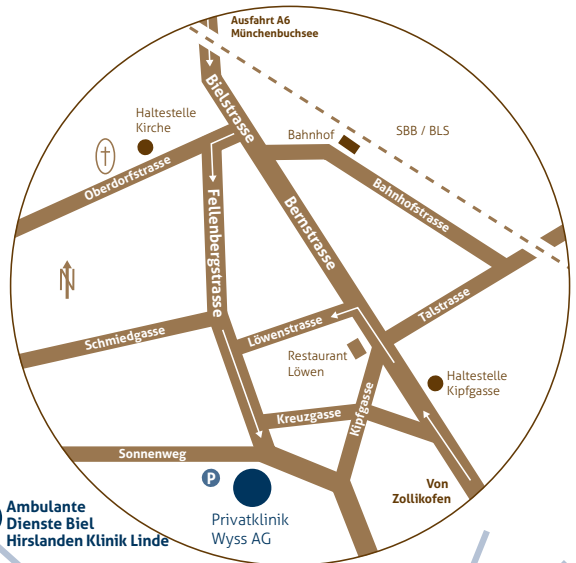 Ausfahrt A6
Münchenbuchsee
Bielstrasse
Haltestelle
Kirche
Bahnhof
SBB / BLS
Oberdorfstrasse
Bahnhofstrasse
Fellenbergstrasse
Bernstrasse
N
Talstrasse
Schmiedgasse
Löwenstrasse
Restaurant
Löwen
Haltestelle
Kipfgasse
Kipfgasse
Kreuzgasse
Sonnenweg
P
Von
Zollikofen
Ambulante
Dienste Biel
Hirslanden Klinik Linde
Privatklinik
Wyss AG